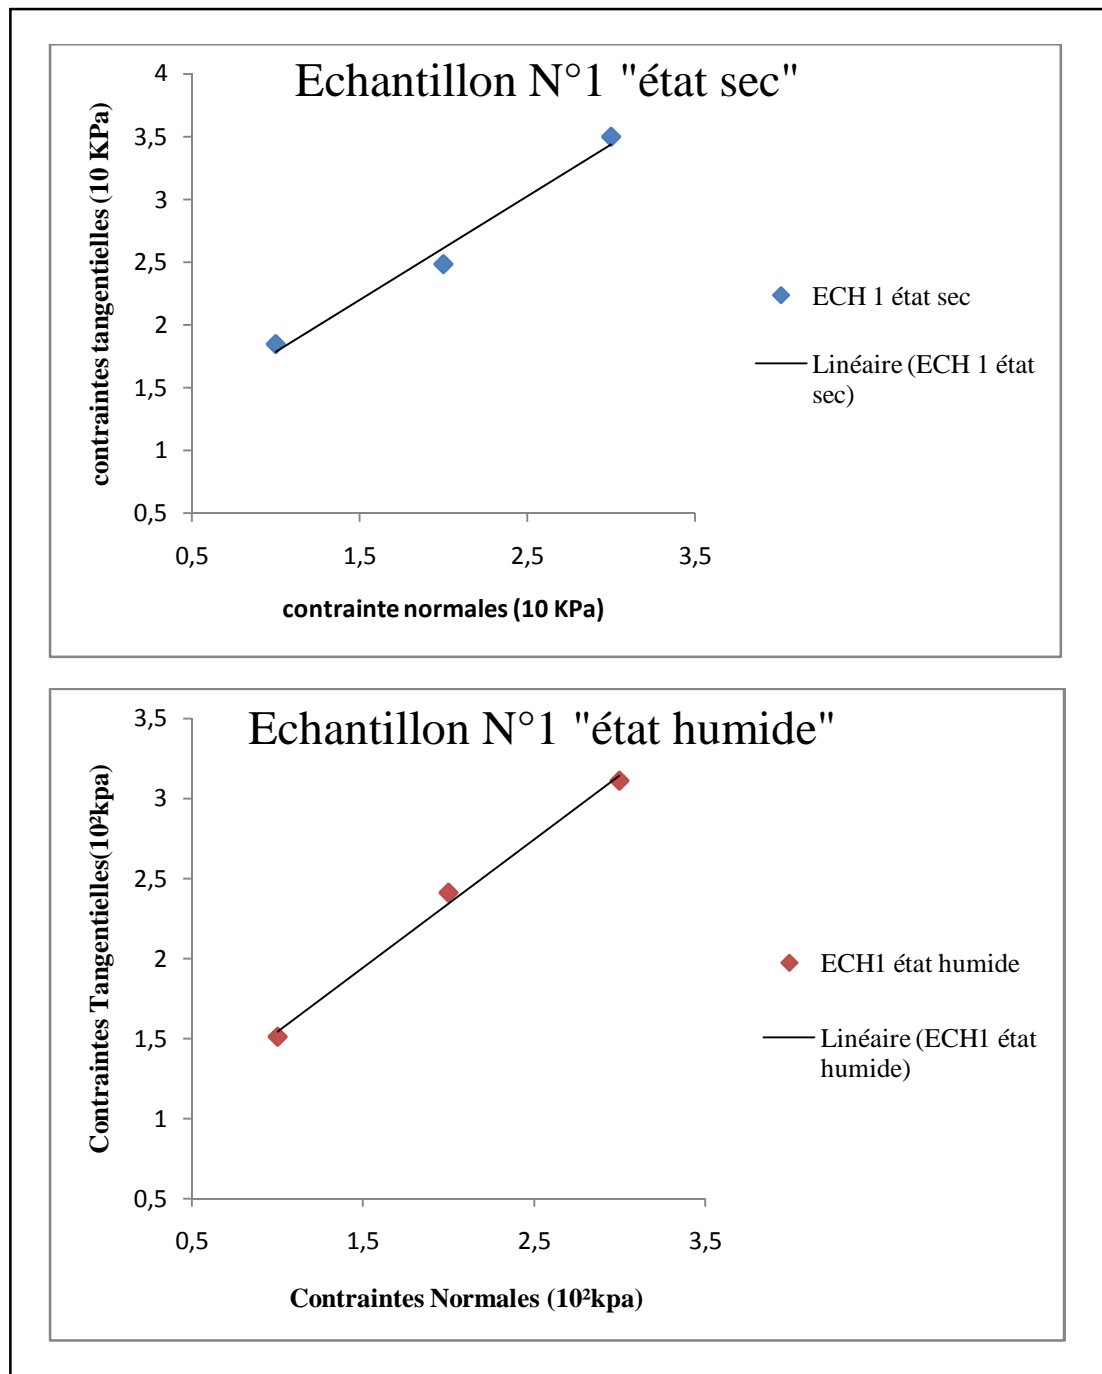 Echantillon N°1 "état sec"
contraintes tangentielles (10 KPa)
4
3,5
3
2,5
2
1,5
1
0,5
0,5 1,5 2,5 3,5
contrainte normales (10 KPa)
ECH 1 état sec
Linéaire (ECH 1 état
sec)
Echantillon N°1 "état humide"
Contraintes Tangentielles(10²kpa)
3,5
3
2,5
2
1,5
1
0,5
0,5 1,5 2,5 3,5
Contraintes Normales (10²kpa)
ECH1 état humide
Linéaire (ECH1 état
humide)